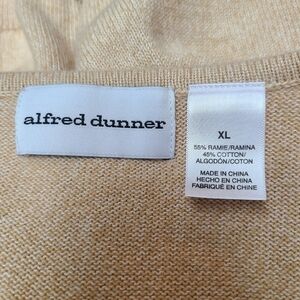 alfred dunner
XL
55% RAMIE/RAMINA
45% COTTON/
ALGODÓN/COTON
MADE IN CHINA
HECHO EN CHINA
FABRIQUÉ EN CHINE